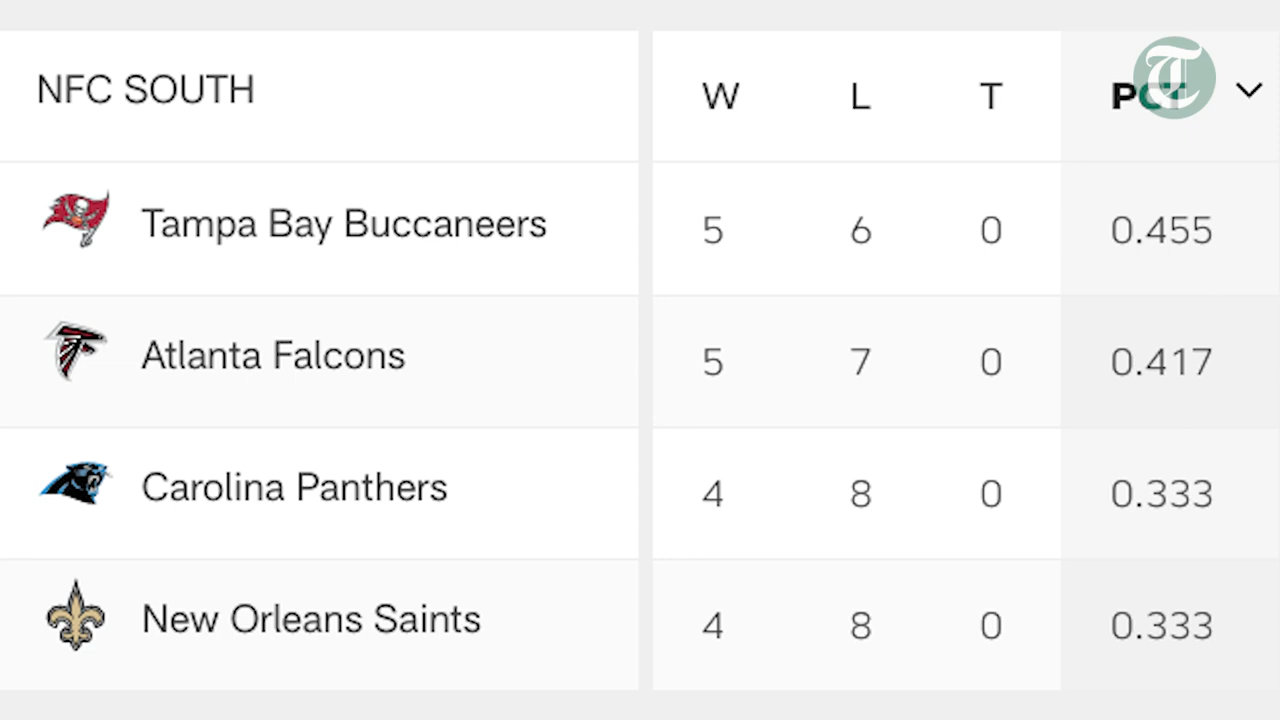 NFC SOUTH W L T PCT
Tampa Bay Buccaneers 5 6 0 0.455
Atlanta Falcons 5 7 0 0.417
Carolina Panthers 4 8 0 0.333
New Orleans Saints 4 8 0 0.333